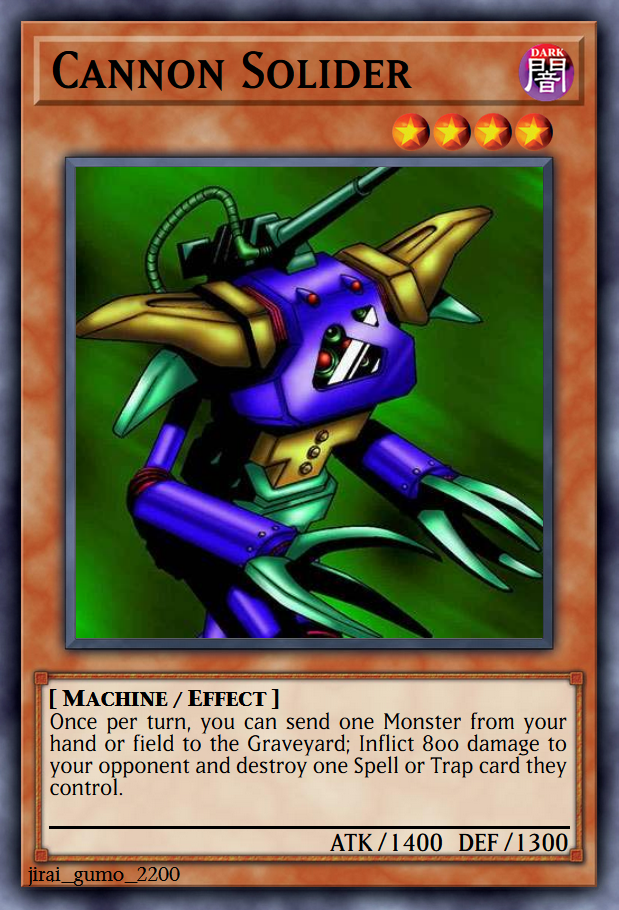 Cannon Solider
DARK
闇
[ Machine / Effect ]
Once per turn, you can send one Monster from your
hand or field to the Graveyard; Inflict 800 damage to
your opponent and destroy one Spell or Trap card they
control.
ATK/1400 DEF/1300
jirai_gumo_2200